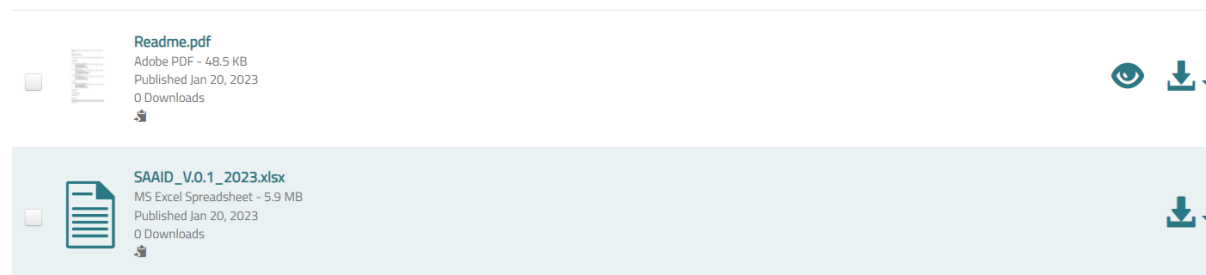 Readme.pdf
Adobe PDF - 48.5 KB
Published Jan 20, 2023
0 Downloads
SAAID_V.0.1_2023.xlsx
MS Excel Spreadsheet - 5.9 MB
Published Jan 20, 2023
0 Downloads